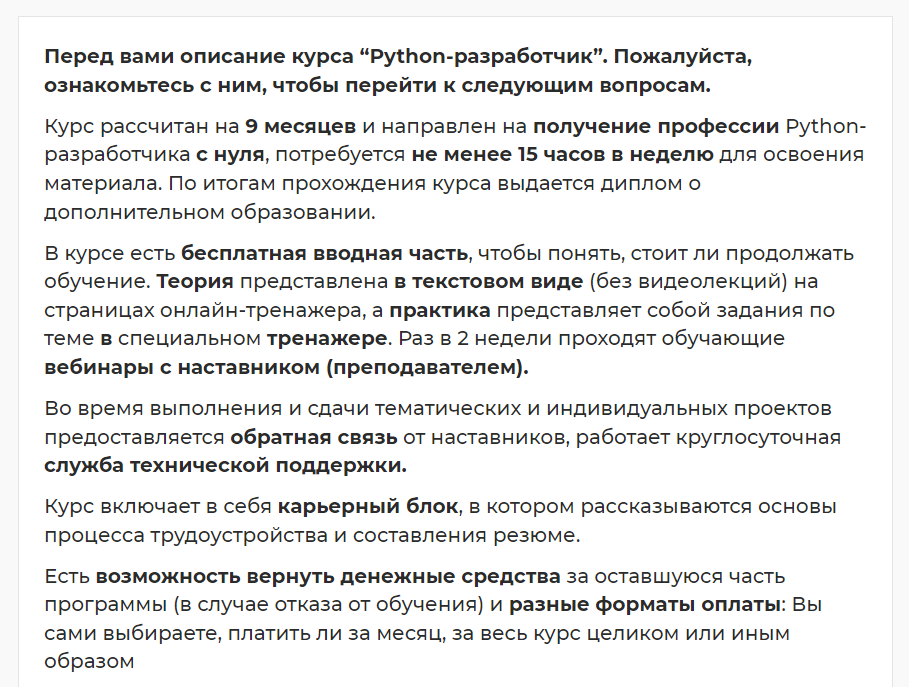 Перед вами описание курса “Python-разработчик”. Пожалуйста,
ознакомьтесь с ним, чтобы перейти к следующим вопросам.
Курс рассчитан на 9 месяцев и направлен на получение профессии Python-
разработчика с нуля, потребуется не менее 15 часов в неделю для освоения
материала. По итогам прохождения курса выдается диплом о
дополнительном образовании.
В курсе есть бесплатная вводная часть, чтобы понять, стоит ли продолжать
обучение. Теория представлена в текстовом виде (без видеолекций) на
страницах онлайн-тренажера, а практика представляет собой задания по
теме в специальном тренажере. Раз в 2 недели проходят обучающие
вебинары с наставником (преподавателем).
Во время выполнения и сдачи тематических и индивидуальных проектов
предоставляется обратная связь от наставников, работает круглосуточная
служба технической поддержки.
Курс включает в себя карьерный блок, в котором рассказываются основы
процесса трудоустройства и составления резюме.
Есть возможность вернуть денежные средства за оставшуюся часть
программы (в случае отказа от обучения) и разные форматы оплаты: Вы
сами выбираете, платить ли за месяц, за весь курс целиком или иным
образом